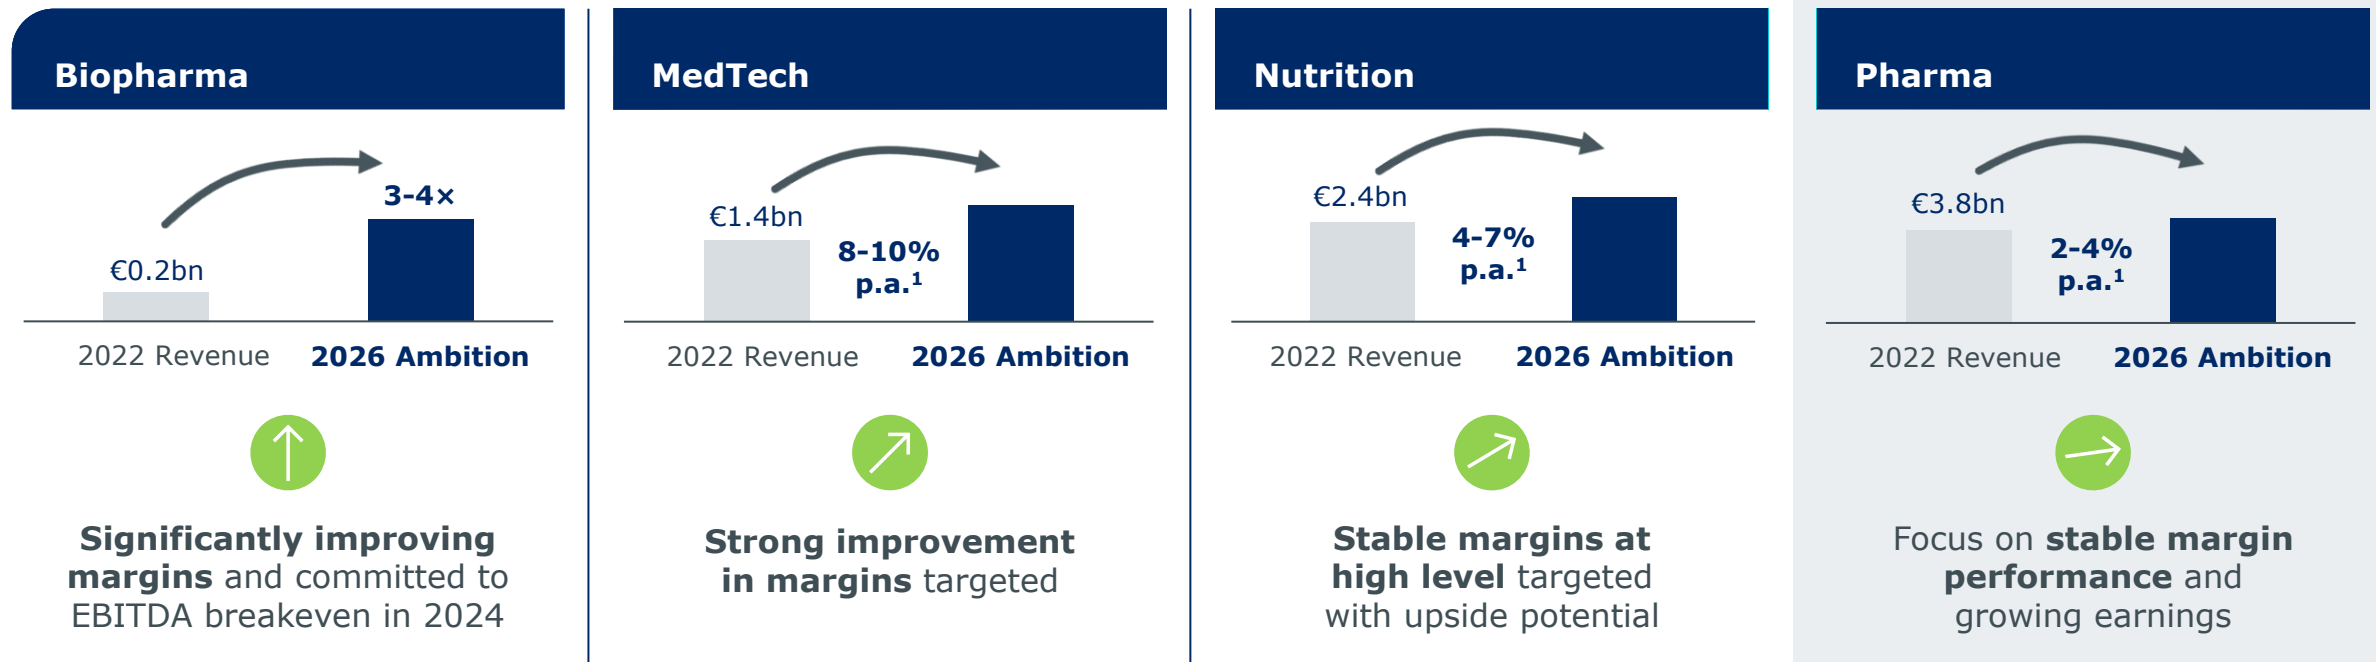 Biopharma
3-4×
€0.2bn
2022 Revenue
2026 Ambition
Significantly improving
margins and committed to
EBITDA breakeven in 2024
MedTech
€1.4bn
8-10%
p.a.¹
2022 Revenue
2026 Ambition
Strong improvement
in margins targeted
Nutrition
€2.4bn
4-7%
p.a.¹
2022 Revenue
2026 Ambition
Stable margins at
high level targeted
with upside potential
Pharma
€3.8bn
2-4%
p.a.¹
2022 Revenue
2026 Ambition
Focus on stable margin
performance and
growing earnings